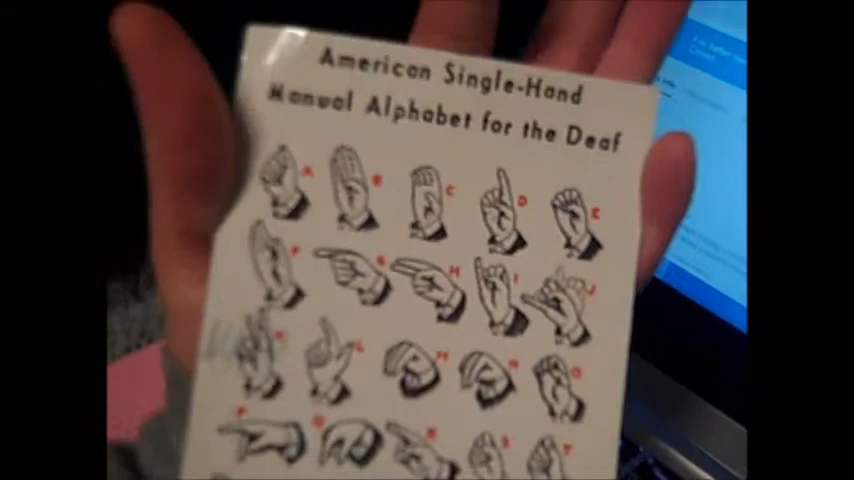 American Single-Hand
Manual Alphabet for the Deaf
A B C D E
F G H I J
K L M N O
P Q R S T